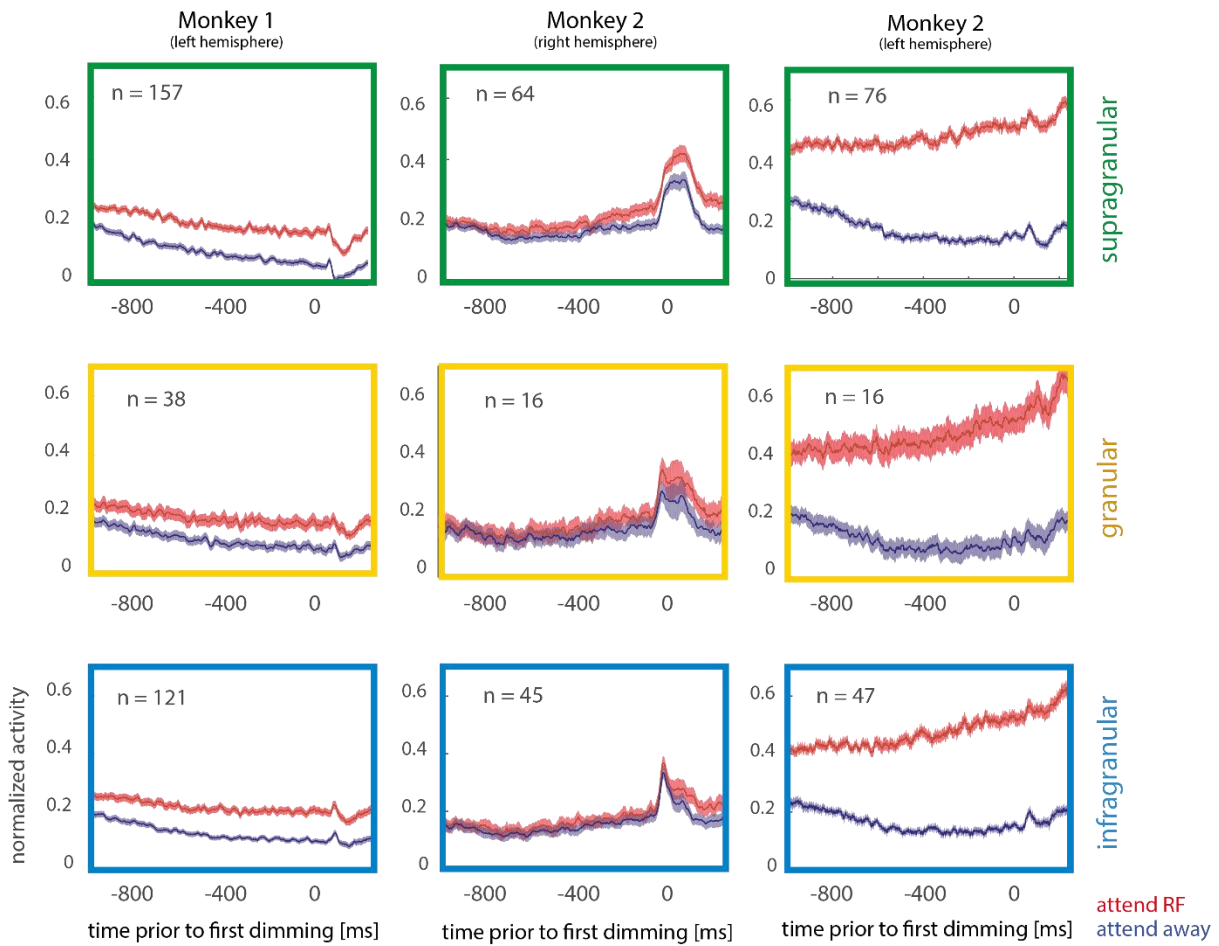 Monkey 1
(left hemisphere)
Monkey 2
(right hemisphere)
Monkey 2
(left hemisphere)
n = 157
0.6
0.4
0.2
0
-800 -400 0
n = 64
0.6
0.4
0.2
0
-800 -400 0
n = 76
0.6
0.4
0.2
0
-800 -400 0
supragranular
n = 38
0.6
0.4
0.2
0
-800 -400 0
n = 16
0.6
0.4
0.2
0
-800 -400 0
n = 16
0.6
0.4
0.2
0
-800 -400 0
granular
normalized activity
n = 121
0.6
0.4
0.2
0
-800 -400 0
time prior to first dimming [ms]
n = 45
0.6
0.4
0.2
0
-800 -400 0
time prior to first dimming [ms]
n = 47
0.6
0.4
0.2
0
-800 -400 0
time prior to first dimming [ms]
infragranular
attend RF
attend away